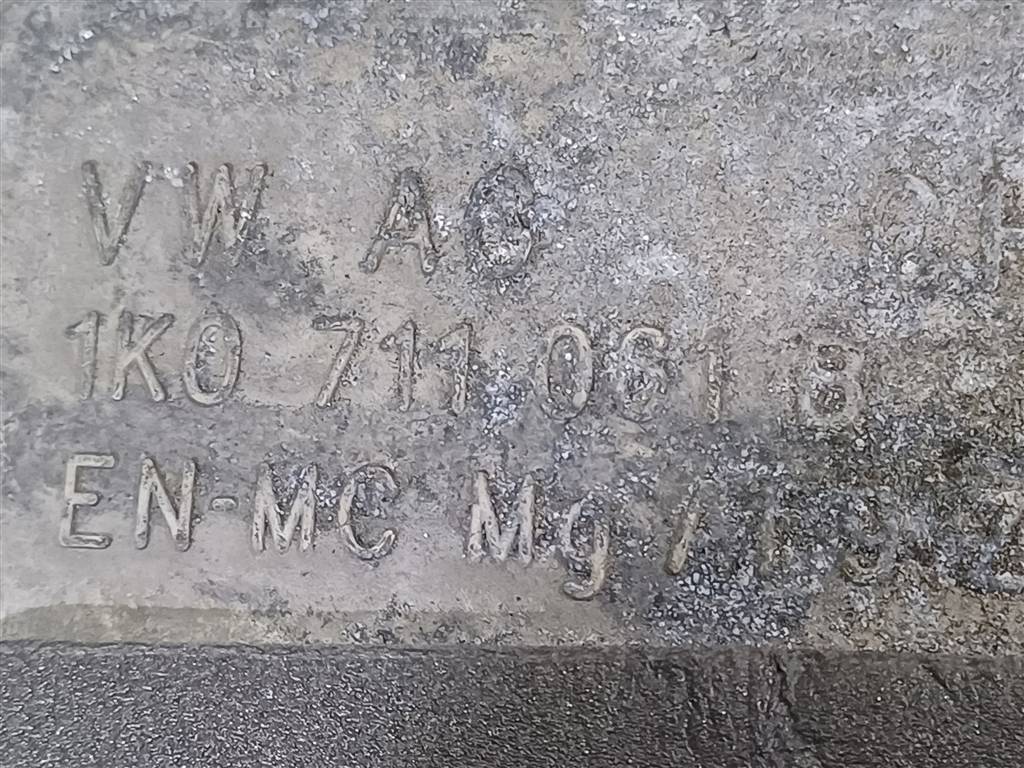 VW AG
1K0 711 061 B
EN-MC Mg